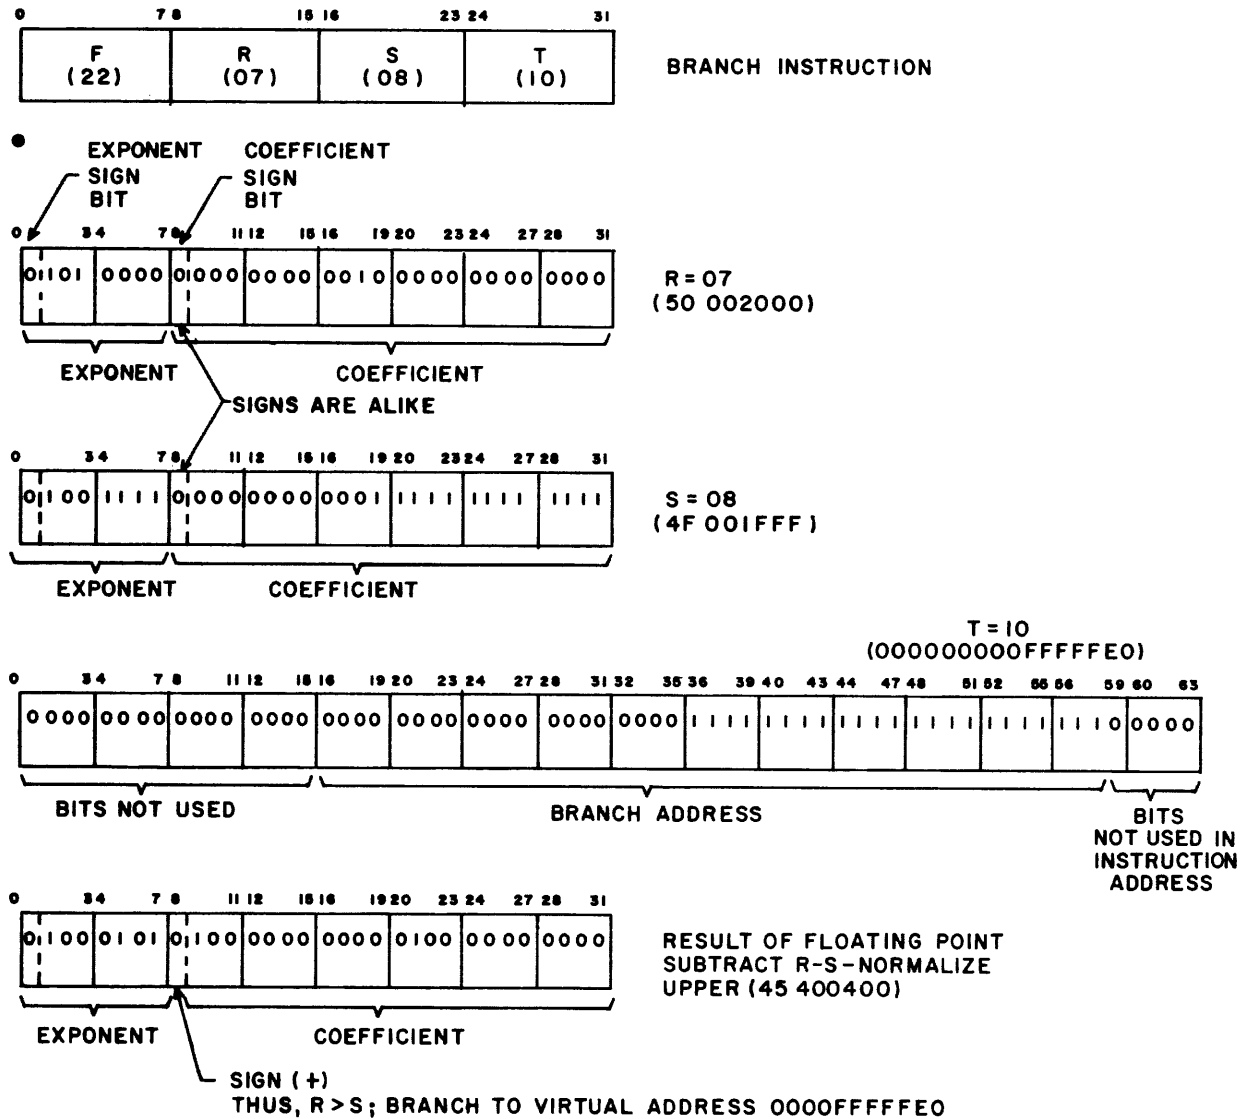 0 7 8 15 16 23 24 31
F R S T
(22) (07) (08) (10)
BRANCH INSTRUCTION
EXPONENT SIGN BIT
COEFFICIENT SIGN BIT
0 3 4 7 8 11 12 15 16 19 20 23 24 27 28 31
0101 0000 0000 0000 0010 0000 0000 0000
R = 07
(50 002000)
EXPONENT COEFFICIENT
SIGNS ARE ALIKE
0 3 4 7 8 11 12 15 16 19 20 23 24 27 28 31
0100 1111 0000 0000 0001 1111 1111 1111
S = 08
(4F 001FFF)
EXPONENT COEFFICIENT
T = 10
(000000000FFFFFE0)
0 3 4 7 8 11 12 15 16 19 20 23 24 27 28 31 32 35 36 39 40 43 44 47 48 51 52 55 56 59 60 63
0000 0000 0000 0000 0000 0000 0000 0000 0000 1111 1111 1111 1111 1111 1110 0000
BITS NOT USED
BRANCH ADDRESS
BITS
NOT USED IN
INSTRUCTION
ADDRESS
0 3 4 7 8 11 12 15 16 19 20 23 24 27 28 31
0100 0101 0100 0000 0000 0100 0000 0000
RESULT OF FLOATING POINT
SUBTRACT R-S-NORMALIZE
UPPER (45 400400)
EXPONENT COEFFICIENT
SIGN (+)
THUS, R > S; BRANCH TO VIRTUAL ADDRESS 0000FFFFFFE0